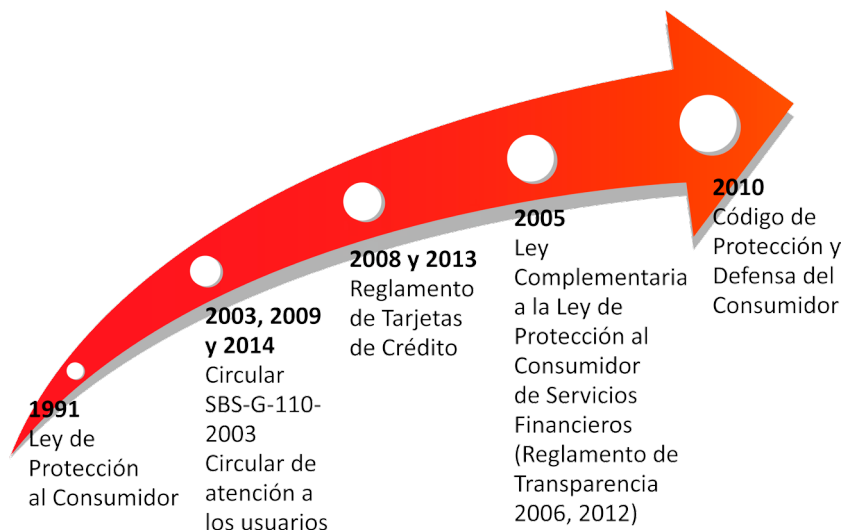 1991
Ley de
Protección
al Consumidor
2003, 2009
y 2014
Circular
SBS-G-110-
2003
Circular de
atención a
los usuarios
2008 y 2013
Reglamento
de Tarjetas
de Crédito
2005
Ley
Complementaria
a la Ley de
Protección al
Consumidor
de Servicios
Financieros
(Reglamento de
Transparencia
2006, 2012)
2010
Código de
Protección y
Defensa del
Consumidor